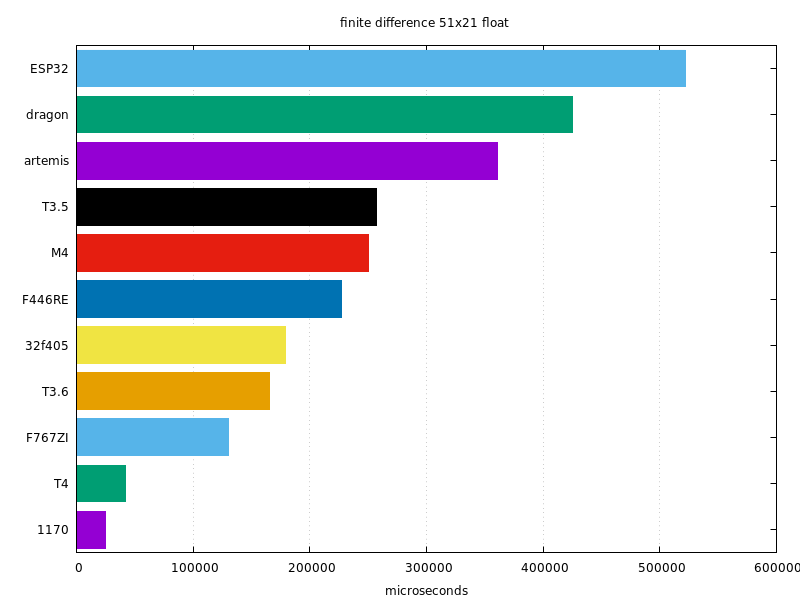 finite difference 51x21 float
ESP32
dragon
artemis
T3.5
M4
F446RE
32f405
T3.6
F767ZI
T4
1170
0 100000 200000 300000 400000 500000 600000
microseconds